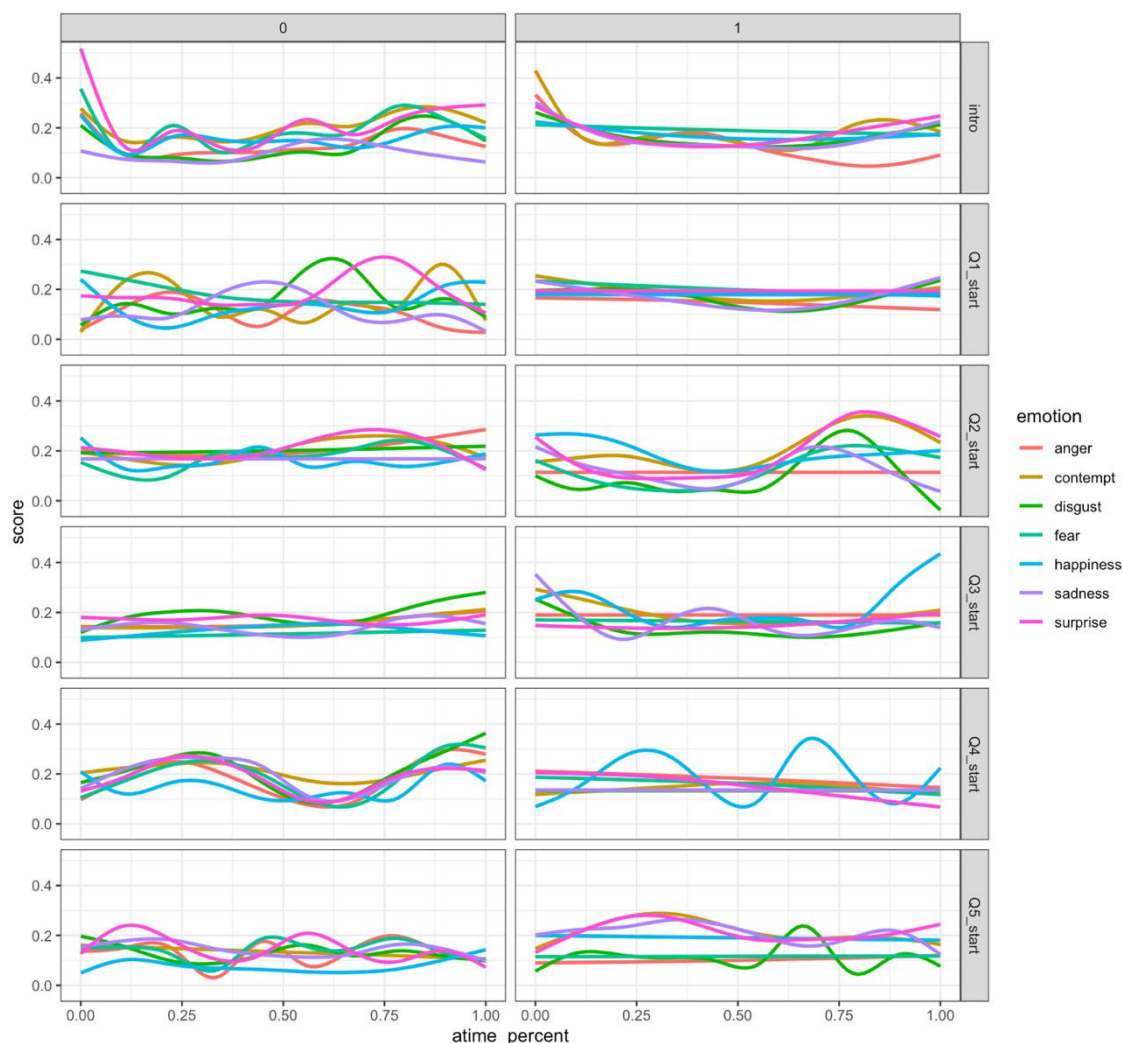 0 1
0.4
0.2
0.0
intro
0.4
0.2
0.0
Q1_start
0.4
0.2
0.0
Q2_start
0.4
0.2
0.0
Q3_start
0.4
0.2
0.0
Q4_start
0.4
0.2
0.0
Q5_start
score
0.00 0.25 0.50 0.75 1.00 0.00 0.25 0.50 0.75 1.00
atime_percent
emotion
anger
contempt
disgust
fear
happiness
sadness
surprise